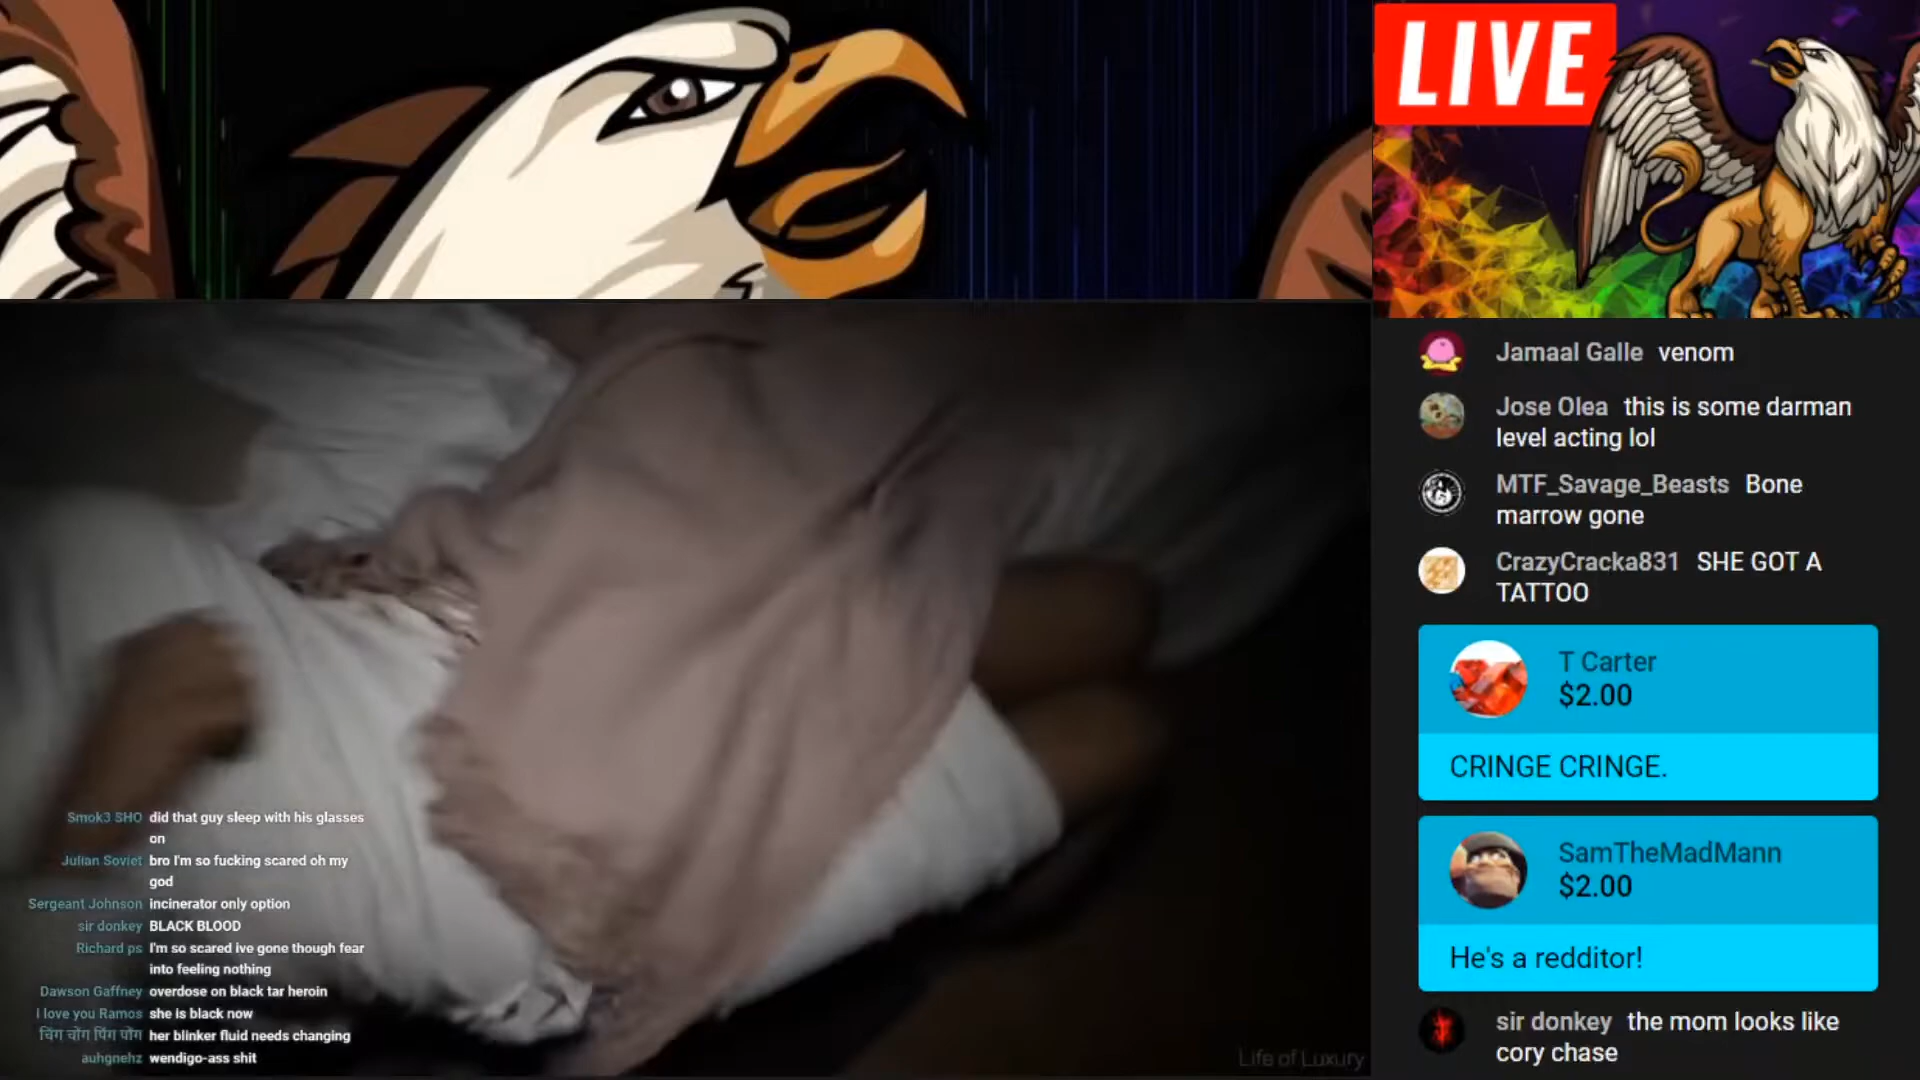 LIVE
Jamaal Galle venom
Jose Olea this is some darman
level acting lol
MTF_Savage_Beasts Bone
marrow gone
CrazyCracka831 SHE GOT A
TATTOO
T Carter
$2.00
CRINGE CRINGE.
SamTheMadMann
$2.00
He's a redditor!
sir donkey the mom looks like
cory chase
Smok3 SHO did that guy sleep with his glasses
on
Julian Soviet bro I'm so fucking scared oh my
god
Sergeant Johnson incinerator only option
sir donkey BLACK BLOOD
Richard ps I'm so scared ive gone though fear
into feeling nothing
Dawson Gaffney overdose on black tar heroin
I love you Ramos she is black now
चिंग चोंग पिंग पोंग her blinker fluid needs changing
auhgnehz wendigo-ass shit
Life of Luxury